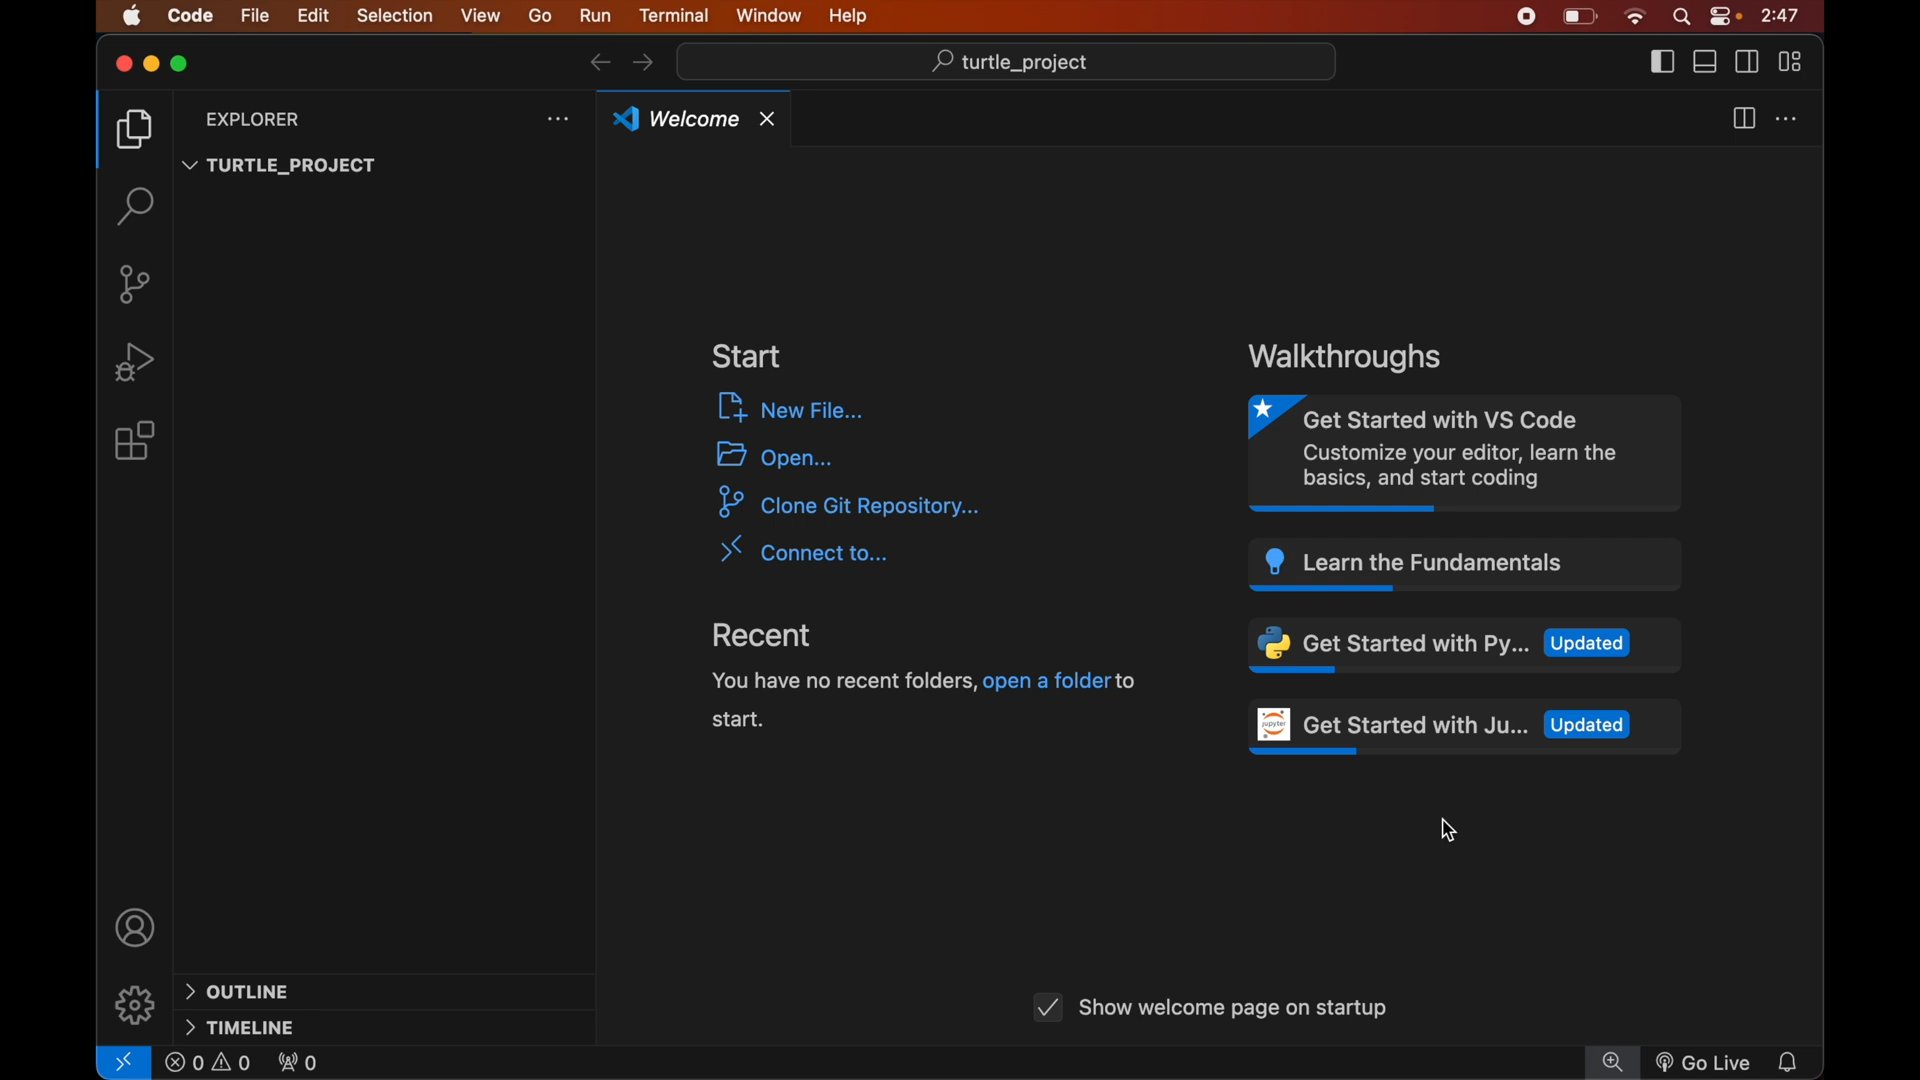 Code File Edit Selection View Go Run Terminal Window Help 2:47
turtle_project
EXPLORER
Welcome
TURTLE_PROJECT
Start
New File...
Open...
Clone Git Repository...
Connect to...
Recent
You have no recent folders, open a folder to
start.
Walkthroughs
Get Started with VS Code
Customize your editor, learn the
basics, and start coding
Learn the Fundamentals
Get Started with Py... Updated
jupyter
Get Started with Ju... Updated
OUTLINE
TIMELINE
Show welcome page on startup
0 0 0 Go Live